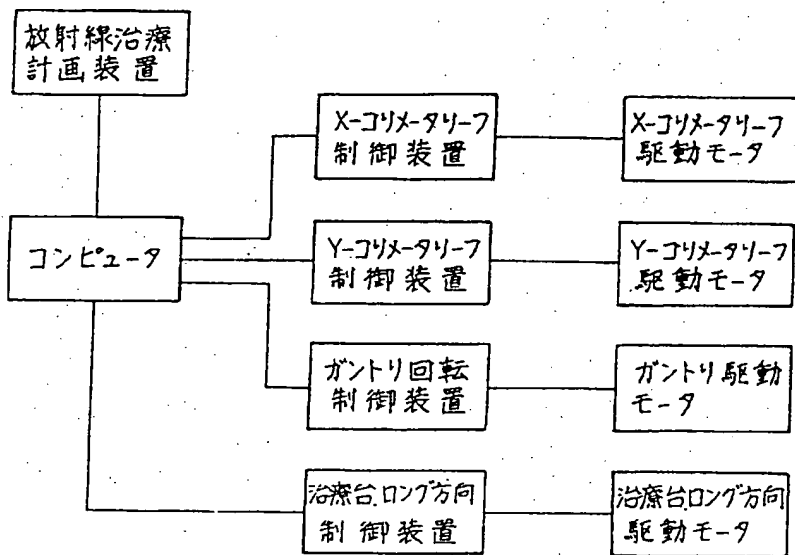 放射線治療
計画装置
X-コリメータリーフ
制御装置
X-コリメータリーフ
駆動モータ
コンピュータ
Y-コリメータリーフ
制御装置
Y-コリメータリーフ
駆動モータ
ガントリ回転
制御装置
ガントリ駆動
モータ
治療台ロング方向
制御装置
治療台ロング方向
駆動モータ